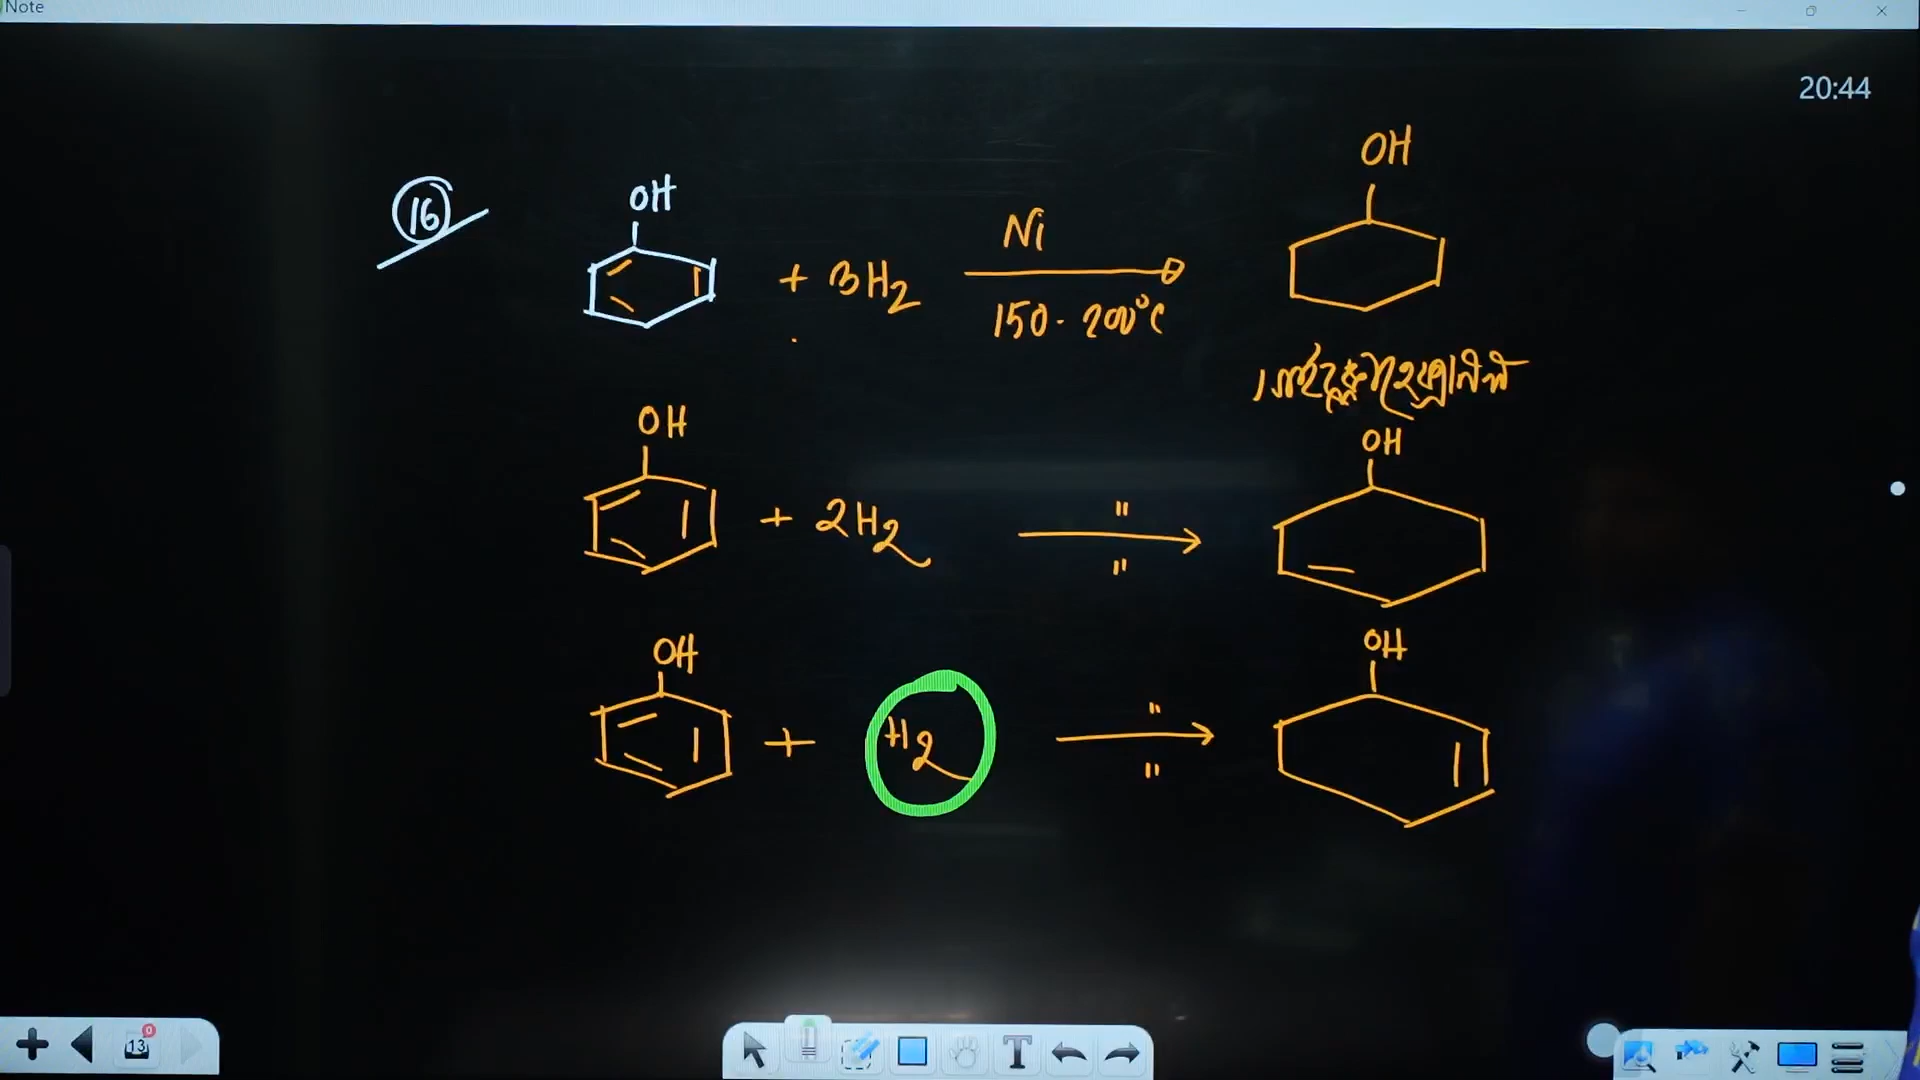 Note
20:44
16
OH
OH
+ 3H2
Ni
150-200°C
OH
OH
+ 2H2
"
"
OH
OH
+ H2
"
"
13
T